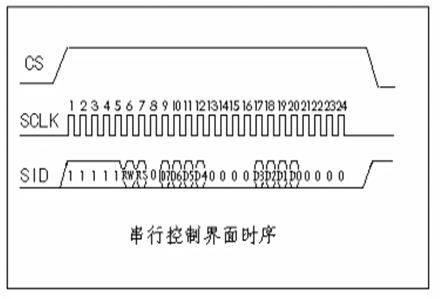 CS
1 2 3 4 5 6 7 8 9 10 11 12 13 14 15 16 17 18 19 20 21 22 23 24
SCLK
SID 1 1 1 1 1 RW RS 0 D7 D6 D5 D4 0 0 0 0 D3 D2 D1 D0 0 0 0 0
串行控制界面时序